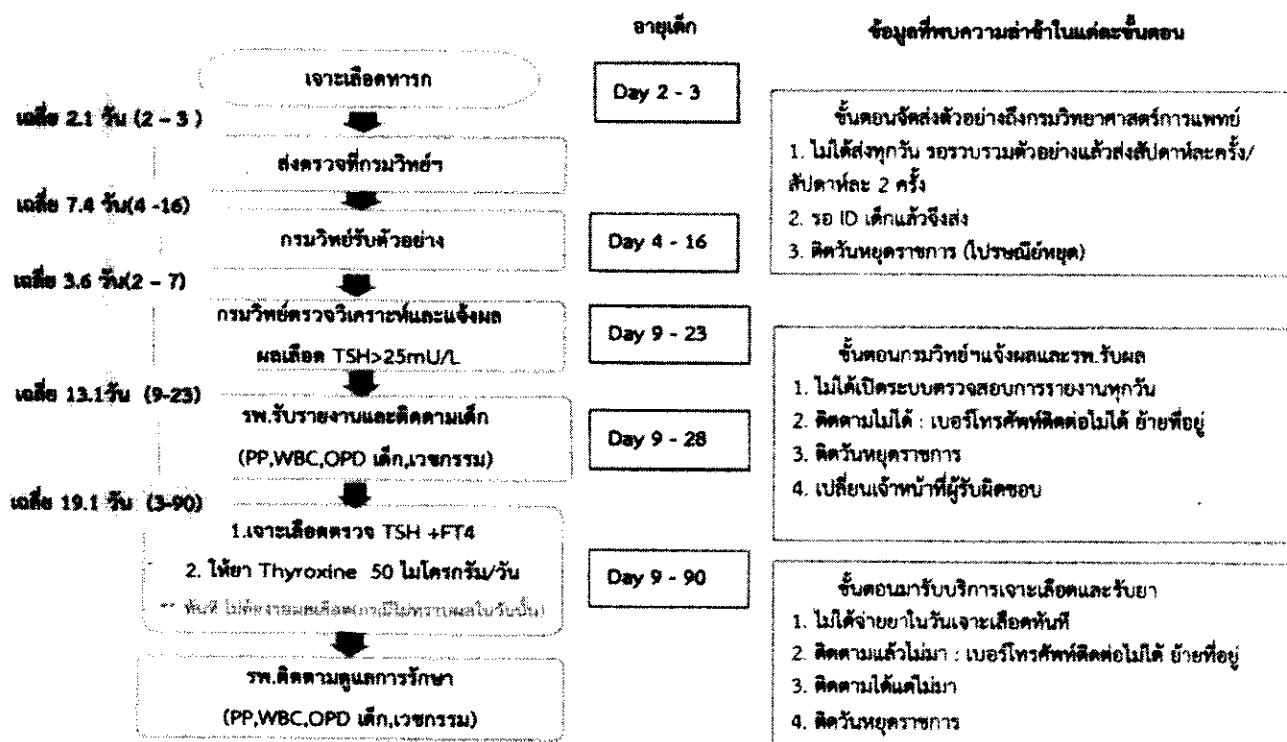 อายุเด็ก
ข้อมูลที่พบความล่าช้าในแต่ละขั้นตอน
เจาะเลือดทารก
Day 2 - 3
เฉลี่ย 2.1 วัน (2 – 3 )
ส่งตรวจที่กรมวิทย์ฯ
เฉลี่ย 7.4 วัน(4 -16)
กรมวิทย์รับตัวอย่าง
Day 4 - 16
เฉลี่ย 3.6 วัน(2 – 7)
กรมวิทย์ตรวจวิเคราะห์และแจ้งผล
ผลเลือด TSH>25mU/L
Day 9 - 23
เฉลี่ย 13.1วัน (9-23)
รพ.รับรายงานและติดตามเด็ก
(PP,WBC,OPD เด็ก,เวชกรรม)
Day 9 - 28
เฉลี่ย 19.1 วัน (3-90)
1.เจาะเลือดตรวจ TSH +FT4
2. ให้ยา Thyroxine 50 ไมโครกรัม/วัน
** ทันที ไม่ต้องรอผลเลือด(กรณีไม่ทราบผลในวันนั้น)
Day 9 - 90
รพ.ติดตามดูแลการรักษา
(PP,WBC,OPD เด็ก,เวชกรรม)
ขั้นตอนจัดส่งตัวอย่างถึงกรมวิทยาศาสตร์การแพทย์
1. ไม่ได้ส่งทุกวัน รอรวบรวมตัวอย่างแล้วส่งสัปดาห์ละครั้ง/
สัปดาห์ละ 2 ครั้ง
2. รอ ID เด็กแล้วจึงส่ง
3. ติดวันหยุดราชการ (ไปรษณีย์หยุด)
ขั้นตอนกรมวิทย์ฯแจ้งผลและรพ.รับผล
1. ไม่ได้เปิดระบบตรวจสอบการรายงานทุกวัน
2. ติดตามไม่ได้ : เบอร์โทรศัพท์ติดต่อไม่ได้ ย้ายที่อยู่
3. ติดวันหยุดราชการ
4. เปลี่ยนเจ้าหน้าที่ผู้รับผิดชอบ
ขั้นตอนมารับบริการเจาะเลือดและรับยา
1. ไม่ได้จ่ายยาในวันเจาะเลือดทันที
2. ติดตามแล้วไม่มา : เบอร์โทรศัพท์ติดต่อไม่ได้ ย้ายที่อยู่
3. ติดตามได้แต่ไม่มา
4. ติดวันหยุดราชการ